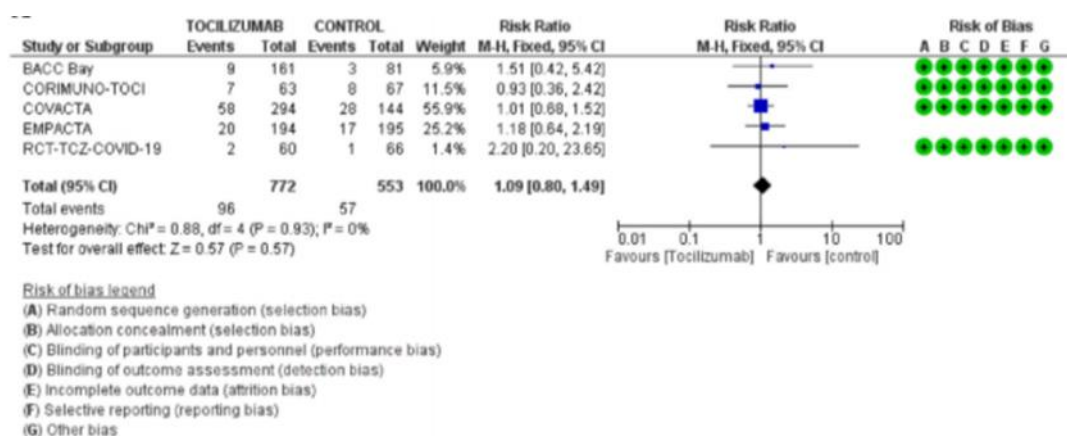 TOCILIZUMAB CONTROL Risk Ratio Risk Ratio Risk of Bias
Study or Subgroup Events Total Events Total Weight M-H, Fixed, 95% CI M-H, Fixed, 95% CI A B C D E F G
BACC Bay 9 161 3 81 5.9% 1.51 [0.42, 5.42]
CORIMUNO-TOCI 7 63 8 67 11.5% 0.93 [0.36, 2.42]
COVACTA 58 294 28 144 55.9% 1.01 [0.68, 1.52]
EMPACTA 20 194 17 195 25.2% 1.18 [0.64, 2.19]
RCT-TCZ-COVID-19 2 60 1 66 1.4% 2.20 [0.20, 23.65]
Total (95% CI) 772 553 100.0% 1.09 [0.80, 1.49]
Total events 96 57
Heterogeneity: Chi² = 0.88, df = 4 (P = 0.93); I² = 0%
Test for overall effect: Z = 0.57 (P = 0.57)
0.01 0.1 1 10 100
Favours [Tocilizumab] Favours [control]
Risk of bias legend
(A) Random sequence generation (selection bias)
(B) Allocation concealment (selection bias)
(C) Blinding of participants and personnel (performance bias)
(D) Blinding of outcome assessment (detection bias)
(E) Incomplete outcome data (attrition bias)
(F) Selective reporting (reporting bias)
(G) Other bias